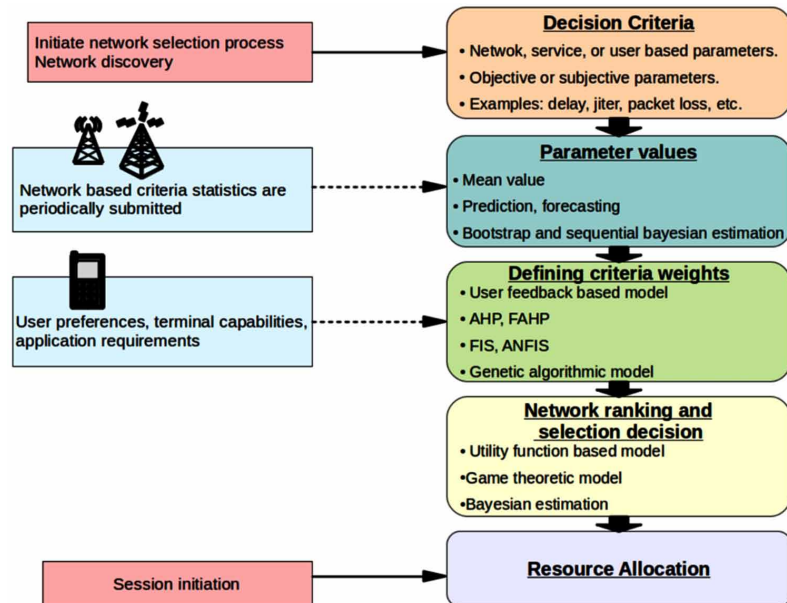 Initiate network selection process
Network discovery
Decision Criteria
• Netwok, service, or user based parameters.
• Objective or subjective parameters.
• Examples: delay, jiter, packet loss, etc.
Network based criteria statistics are
periodically submitted
Parameter values
• Mean value
• Prediction, forecasting
• Bootstrap and sequential bayesian estimation
User preferences, terminal capabilities,
application requirements
Defining criteria weights
• User feedback based model
• AHP, FAHP
• FIS, ANFIS
• Genetic algorithmic model
Network ranking and
selection decision
• Utility function based model
•Game theoretic model
•Bayesian estimation
Session initiation
Resource Allocation